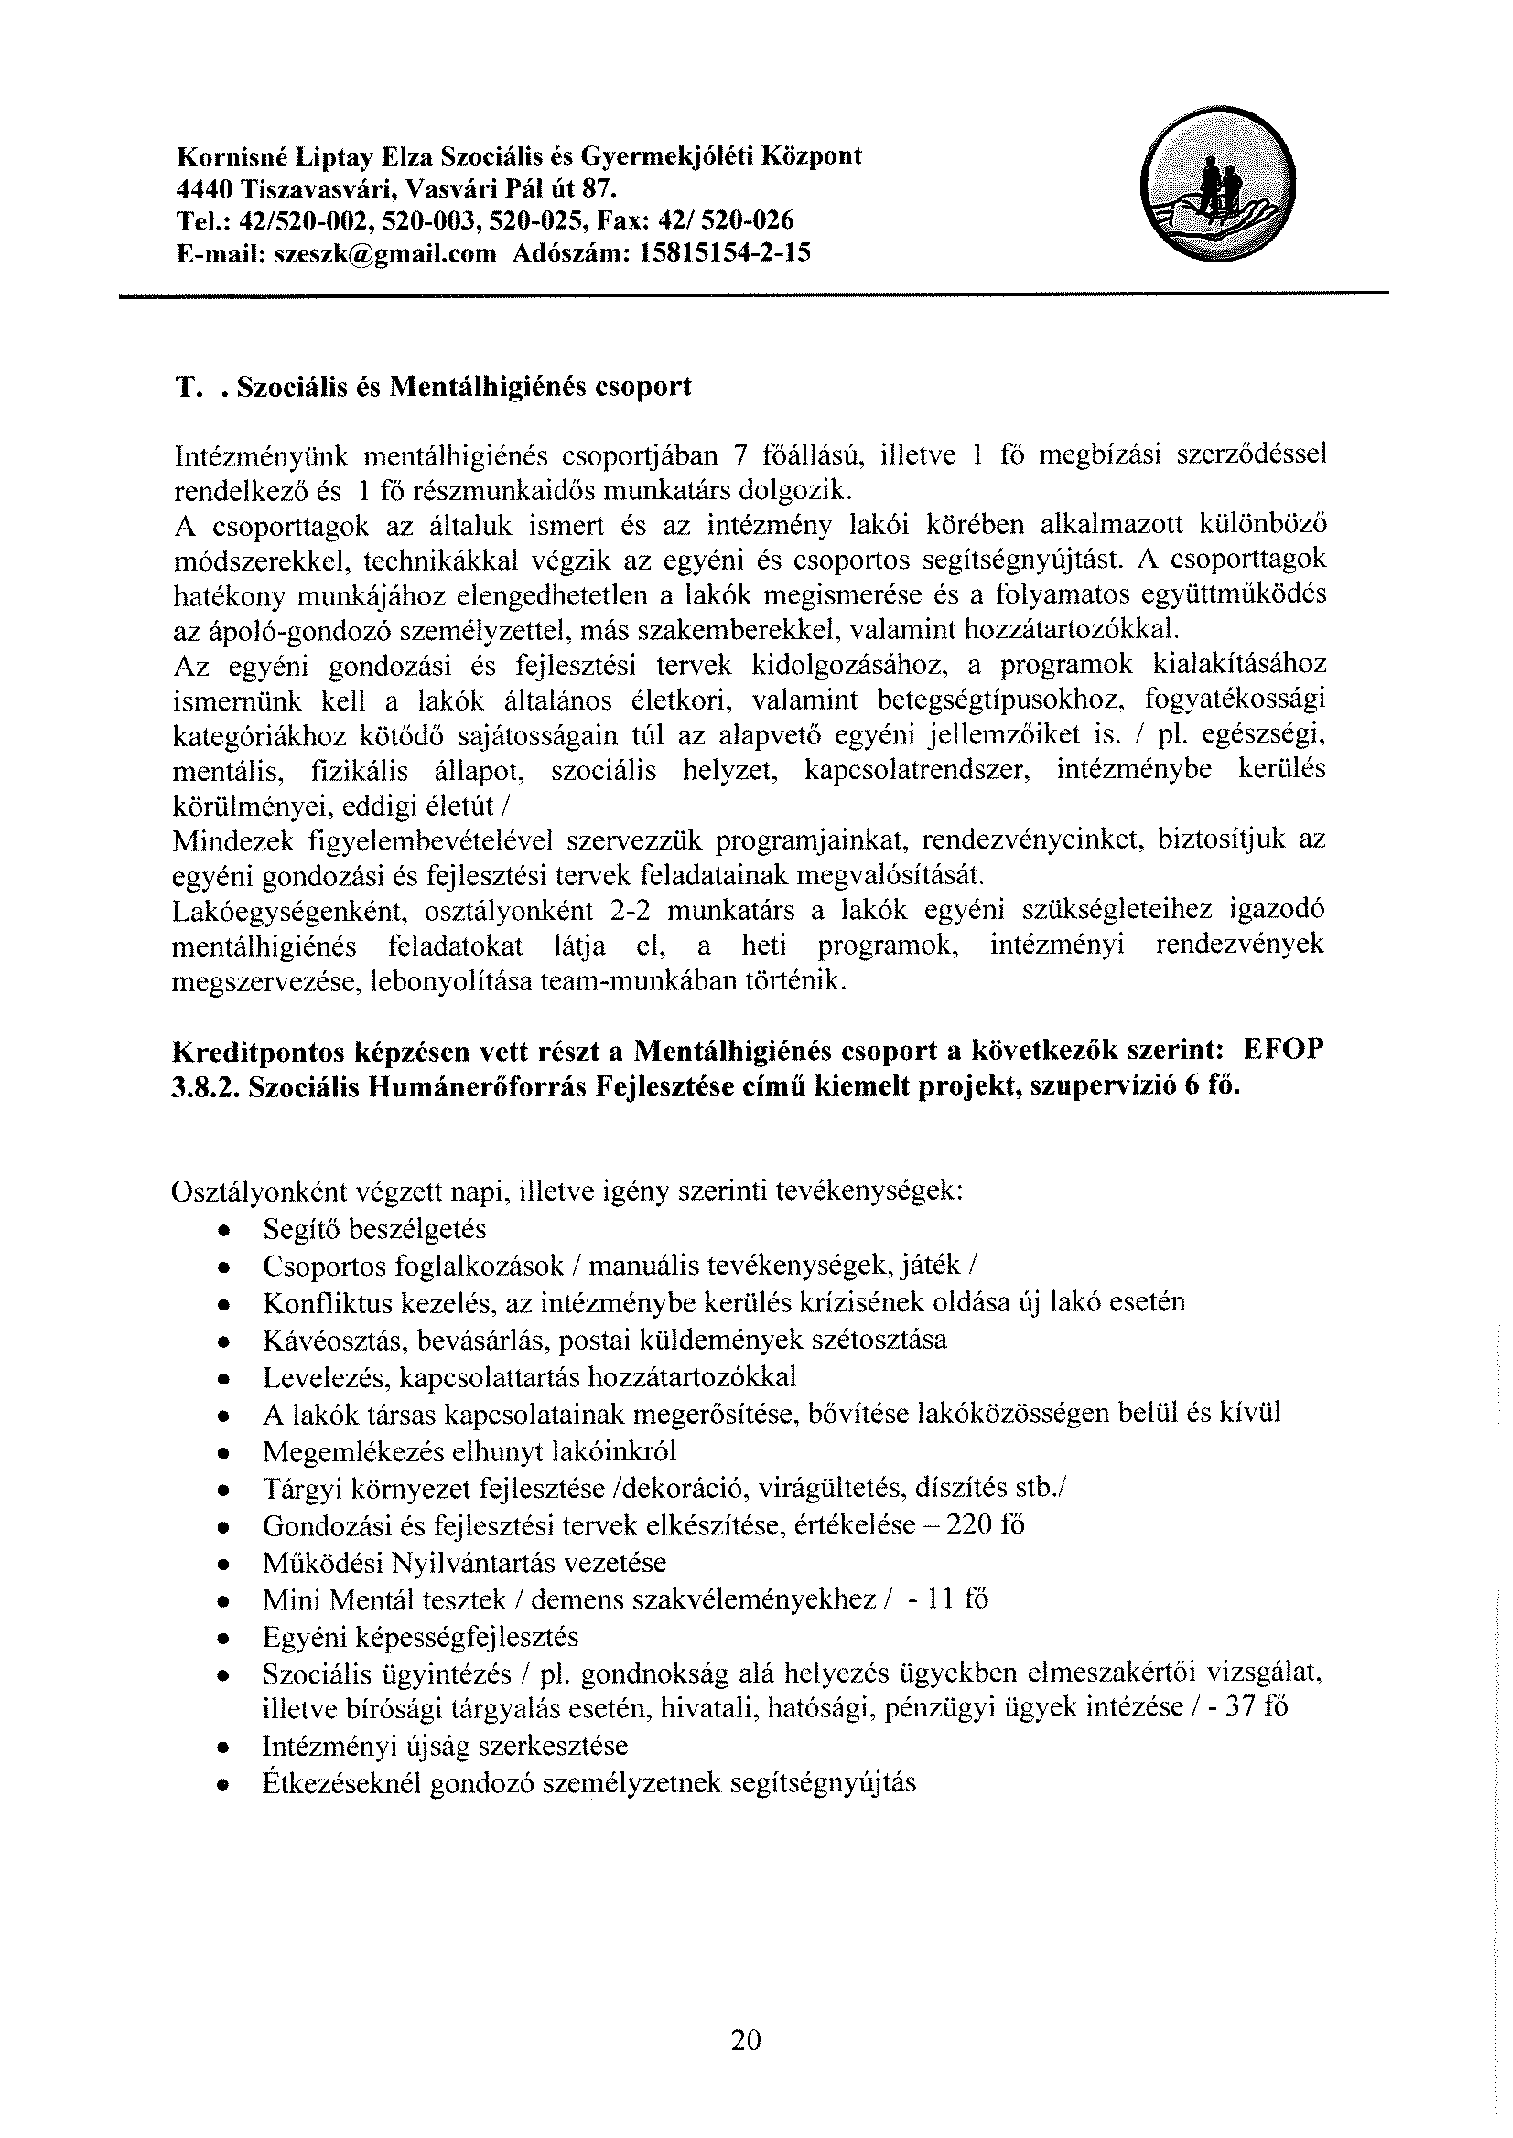 Kornisné Liptay Elza Szociális és Gyermekjóléti Központ
4440 Tiszavasvári, Vasvári Pál út 87.
Tel.: 42/520-002, 520-003, 520-025, Fax: 42/ 520-026
E-mail: szeszk@gmail.com Adószám: 15815154-2-15
T. . Szociális és Mentálhigiénés csoport
Intézményünk mentálhigiénés csoportjában 7 főállású, illetve 1 fő megbízási szerződéssel
rendelkező és 1 fő részmunkaidős munkatárs dolgozik.
A csoporttagok az általuk ismert és az intézmény lakói körében alkalmazott különböző
módszerekkel, technikákkal végzik az egyéni és csoportos segítségnyújtást. A csoporttagok
hatékony munkájához elengedhetetlen a lakók megismerése és a folyamatos együttműködés
az ápoló-gondozó személyzettel, más szakemberekkel, valamint hozzátartozókkal.
Az egyéni gondozási és fejlesztési tervek kidolgozásához, a programok kialakításához
ismernünk kell a lakók általános életkori, valamint betegségtípusokhoz, fogyatékossági
kategóriákhoz kötődő sajátosságain túl az alapvető egyéni jellemzőiket is. / pl. egészségi,
mentális, fizikális állapot, szociális helyzet, kapcsolatrendszer, intézménybe kerülés
körülményei, eddigi életút /
Mindezek figyelembevételével szervezzük programjainkat, rendezvényeinket, biztosítjuk az
egyéni gondozási és fejlesztési tervek feladatainak megvalósítását.
Lakóegységenként, osztályonként 2-2 munkatárs a lakók egyéni szükségleteihez igazodó
mentálhigiénés feladatokat látja el, a heti programok, intézményi rendezvények
megszervezése, lebonyolítása team-munkában történik.
Kreditpontos képzésen vett részt a Mentálhigiénés csoport a következők szerint: EFOP
3.8.2. Szociális Humánerőforrás Fejlesztése című kiemelt projekt, szupervízió 6 fő.
Osztályonként végzett napi, illetve igény szerinti tevékenységek:
• Segítő beszélgetés
• Csoportos foglalkozások / manuális tevékenységek, játék /
• Konfliktus kezelés, az intézménybe kerülés krízisének oldása új lakó esetén
• Kávéosztás, bevásárlás, postai küldemények szétosztása
• Levelezés, kapcsolattartás hozzátartozókkal
• A lakók társas kapcsolatainak megerősítése, bővítése lakóközösségen belül és kívül
• Megemlékezés elhunyt lakóinkról
• Tárgyi környezet fejlesztése /dekoráció, virágültetés, díszítés stb./
• Gondozási és fejlesztési tervek elkészítése, értékelése – 220 fő
• Működési Nyilvántartás vezetése
• Mini Mentál tesztek / demens szakvéleményekhez / - 11 fő
• Egyéni képességfejlesztés
• Szociális ügyintézés / pl. gondnokság alá helyezés ügyekben elmeszakértői vizsgálat,
illetve bírósági tárgyalás esetén, hivatali, hatósági, pénzügyi ügyek intézése / - 37 fő
• Intézményi újság szerkesztése
• Étkezéseknél gondozó személyzetnek segítségnyújtás
20